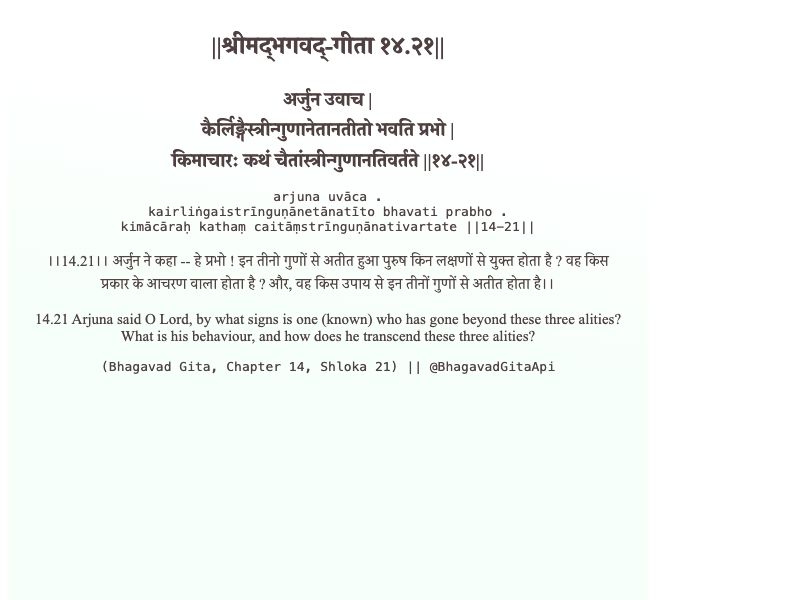 ||श्रीमद्‍भगवद्‍-गीता १४.२१||
अर्जुन उवाच |
कैर्लिङ्गैस्त्रीन्गुणानेतानतीतो भवति प्रभो |
किमाचारः कथं चैतांस्त्रीन्गुणानतिवर्तते ||१४-२१||
arjuna uvāca .
kairliṅgaistrīnguṇānetānatīto bhavati prabho .
kimācāraḥ kathaṃ caitāṃstrīnguṇānativartate ||14-21||
।।14.21।। अर्जुन ने कहा -- हे प्रभो ! इन तीनो गुणों से अतीत हुआ पुरुष किन लक्षणों से युक्त होता है ? वह किस
प्रकार के आचरण वाला होता है ? और, वह किस उपाय से इन तीनों गुणों से अतीत होता है।।
14.21 Arjuna said O Lord, by what signs is one (known) who has gone beyond these three alities?
What is his behaviour, and how does he transcend these three alities?
(Bhagavad Gita, Chapter 14, Shloka 21) || @BhagavadGitaApi